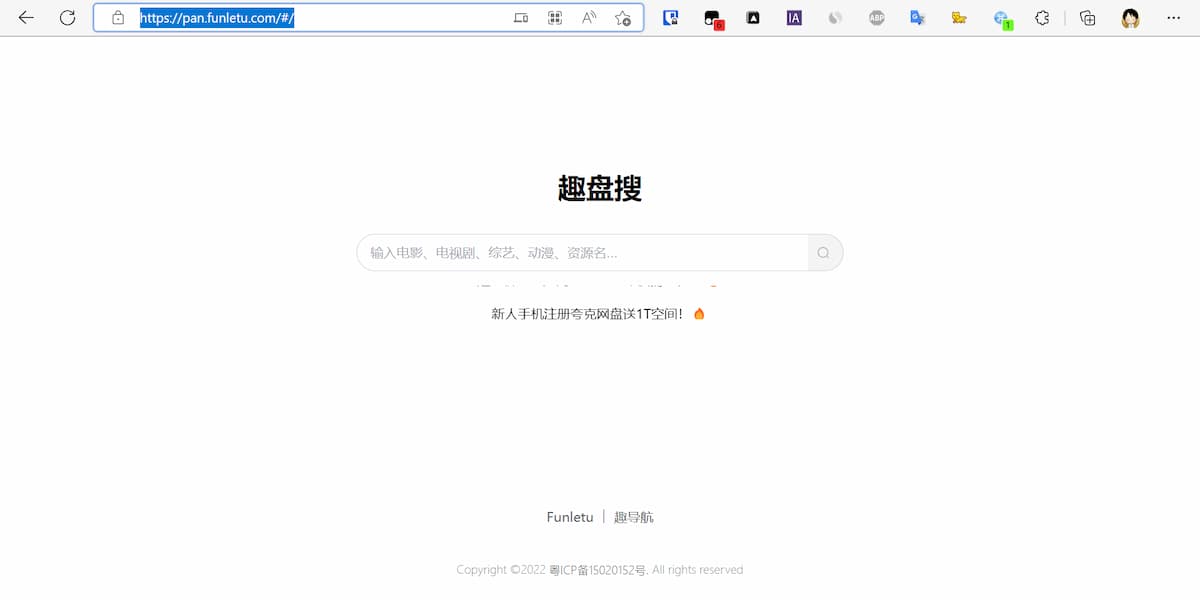 https://pan.funletu.com/#/
6
IA
ABP
1
趣盘搜
输入电影、电视剧、综艺、动漫、资源名...
新人手机注册夸克网盘送1T空间！
Funletu
趣导航
Copyright ©2022 粤ICP备15020152号. All rights reserved